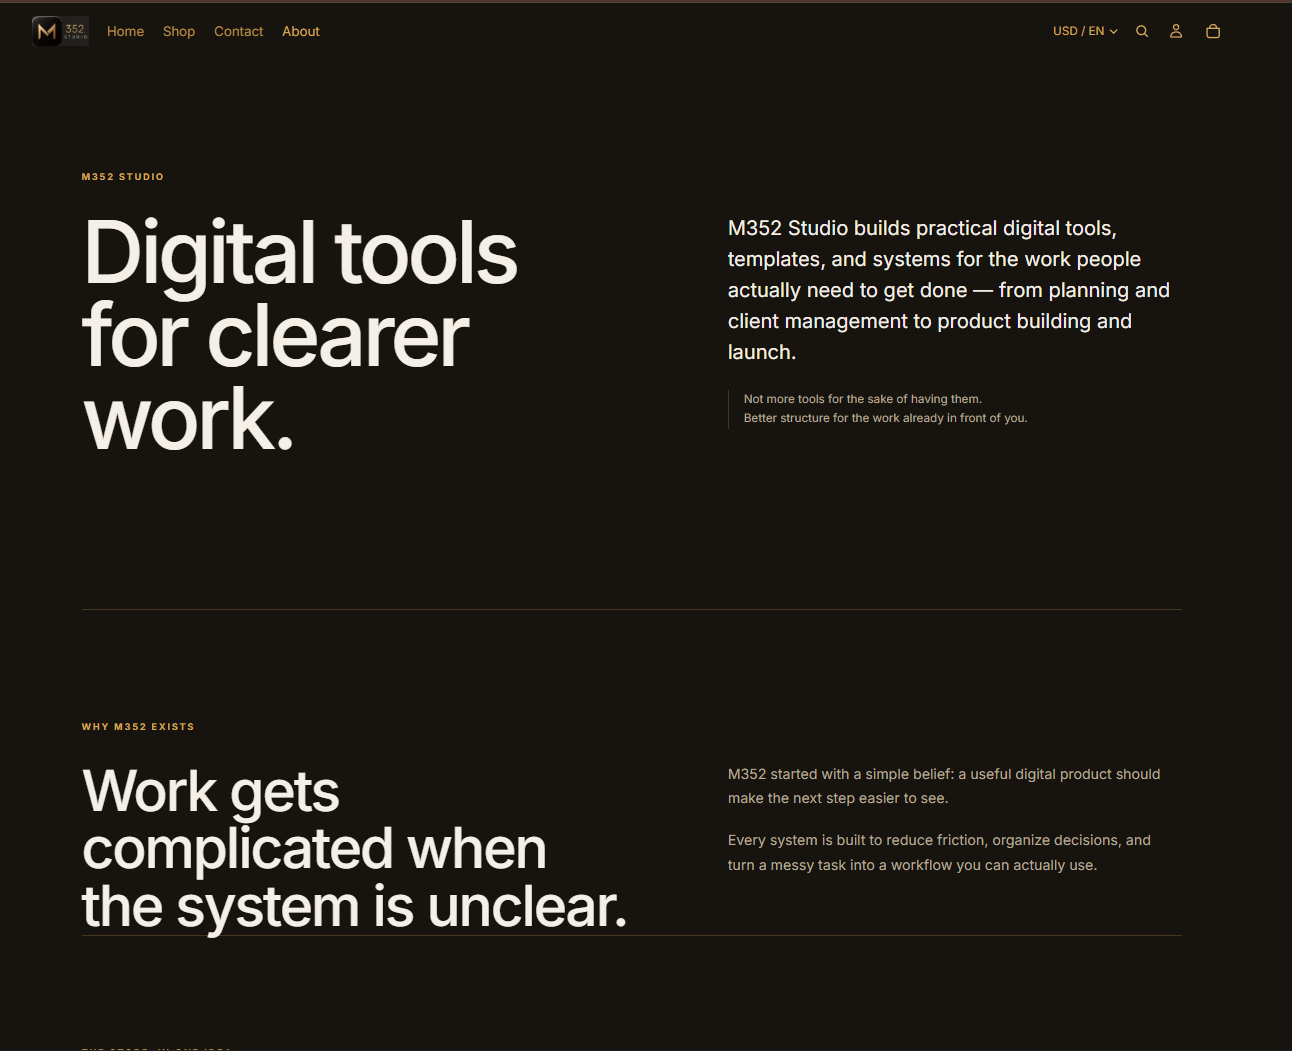 M 352
STUDIO
Home Shop Contact About
USD / EN
M352 STUDIO
Digital tools
for clearer
work.
M352 Studio builds practical digital tools,
templates, and systems for the work people
actually need to get done — from planning and
client management to product building and
launch.
Not more tools for the sake of having them.
Better structure for the work already in front of you.
WHY M352 EXISTS
Work gets
complicated when
the system is unclear.
M352 started with a simple belief: a useful digital product should
make the next step easier to see.
Every system is built to reduce friction, organize decisions, and
turn a messy task into a workflow you can actually use.